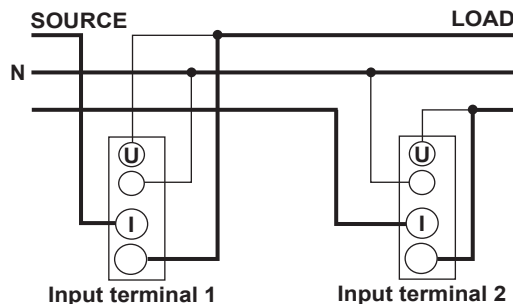 SOURCE LOAD
N
U U
I I
Input terminal 1 Input terminal 2